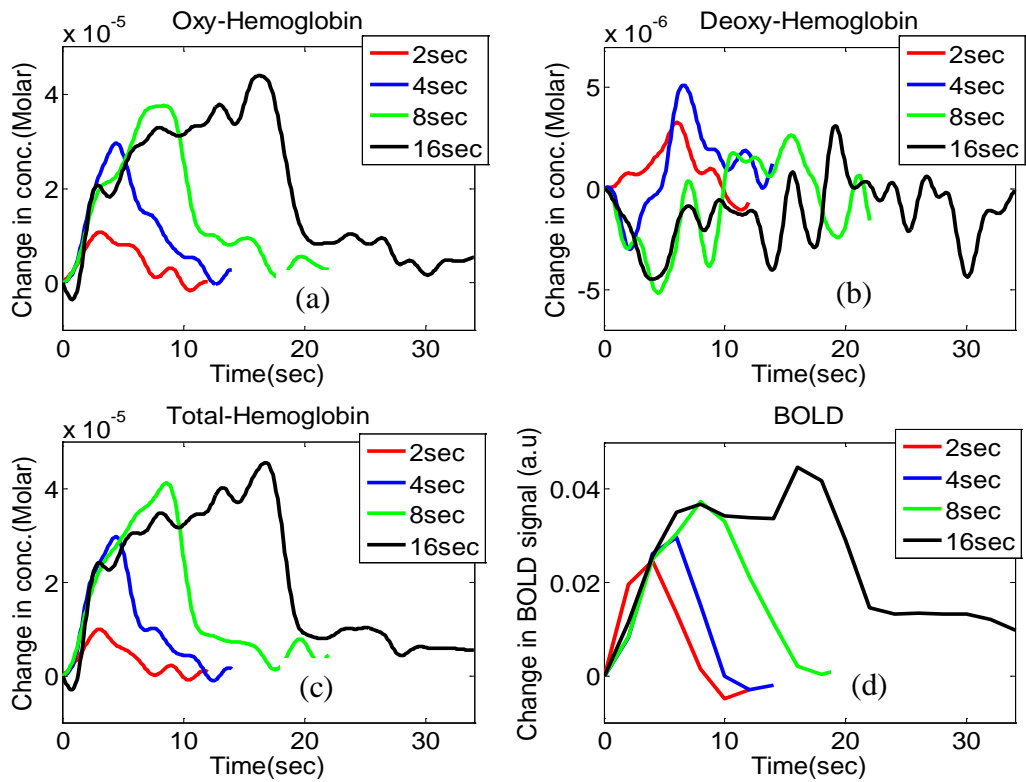 Oxy-Hemoglobin
x 10⁻⁵
Change in conc.(Molar)
5
0
-5
0 10 20 30
Time(sec)
2sec
4sec
8sec
16sec
(a)
Deoxy-Hemoglobin
x 10⁻⁶
Change in conc.(Molar)
5
0
-5
0 10 20 30
Time(sec)
2sec
4sec
8sec
16sec
(b)
Total-Hemoglobin
x 10⁻⁵
Change in conc.(Molar)
5
0
-5
0 10 20 30
Time(sec)
2sec
4sec
8sec
16sec
(c)
BOLD
Change in BOLD signal (a.u)
0.04
0.02
0
0 10 20 30
Time(sec)
2sec
4sec
8sec
16sec
(d)